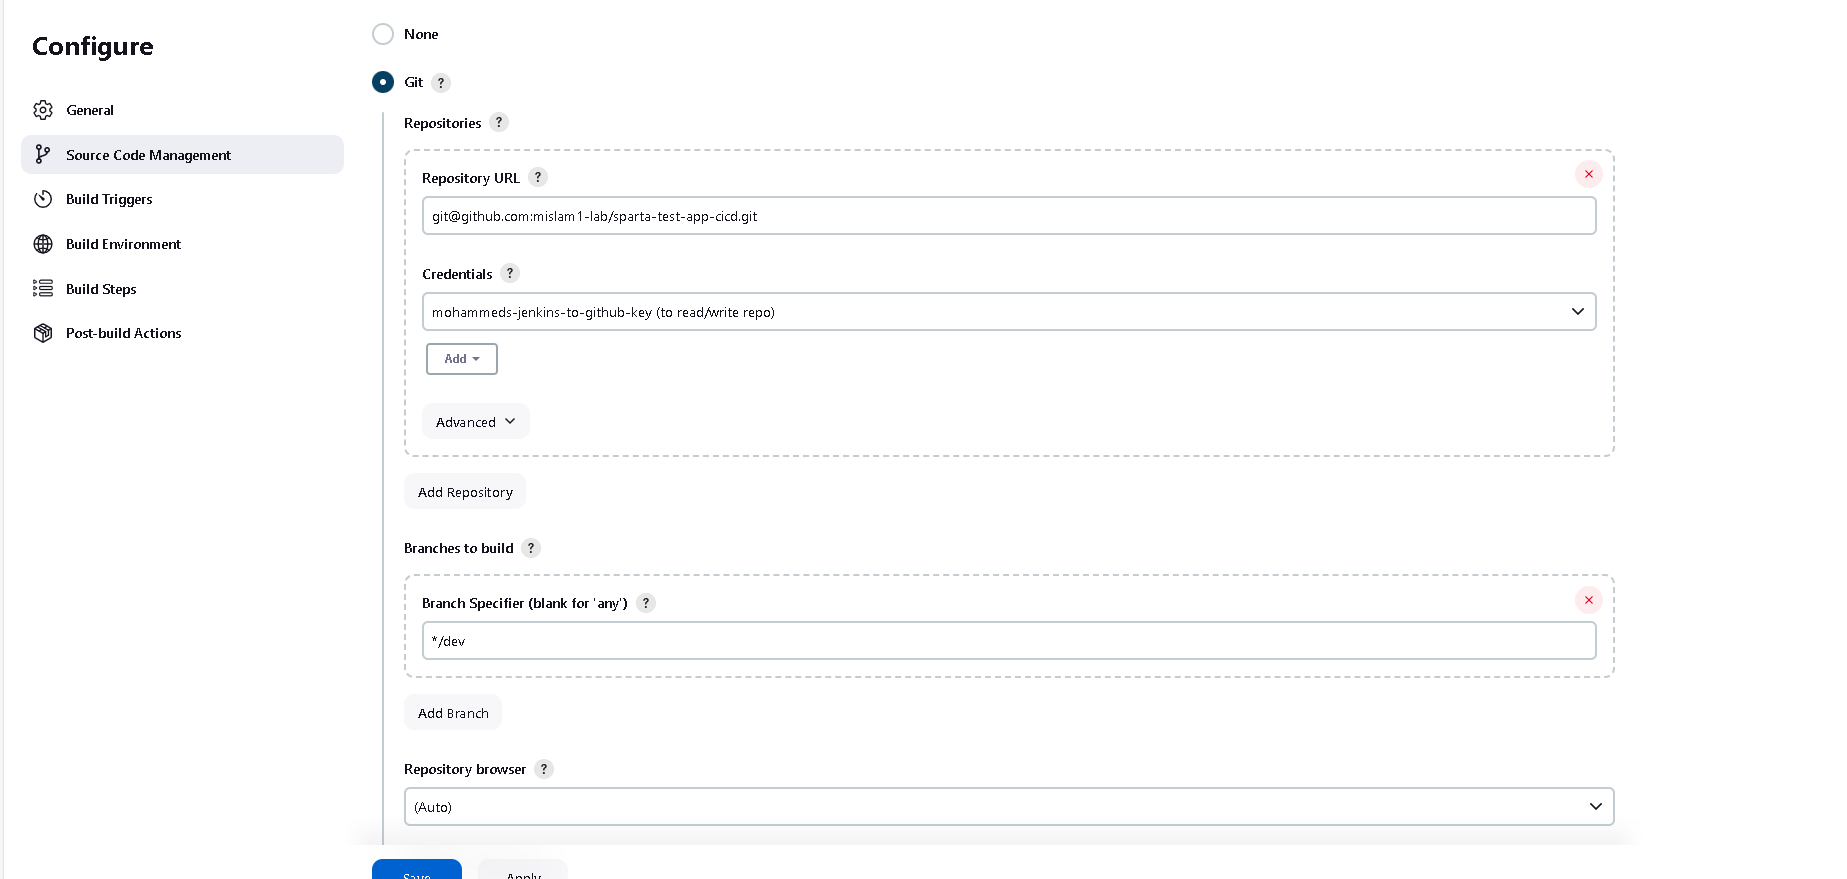 Configure
General
Source Code Management
Build Triggers
Build Environment
Build Steps
Post-build Actions
None
Git ?
Repositories ?
Repository URL ?
git@github.com:mislam1-lab/sparta-test-app-cicd.git
Credentials ?
mohammeds-jenkins-to-github-key (to read/write repo)
Add
Advanced
Add Repository
Branches to build ?
Branch Specifier (blank for 'any') ?
*/dev
Add Branch
Repository browser ?
(Auto)
Save Apply